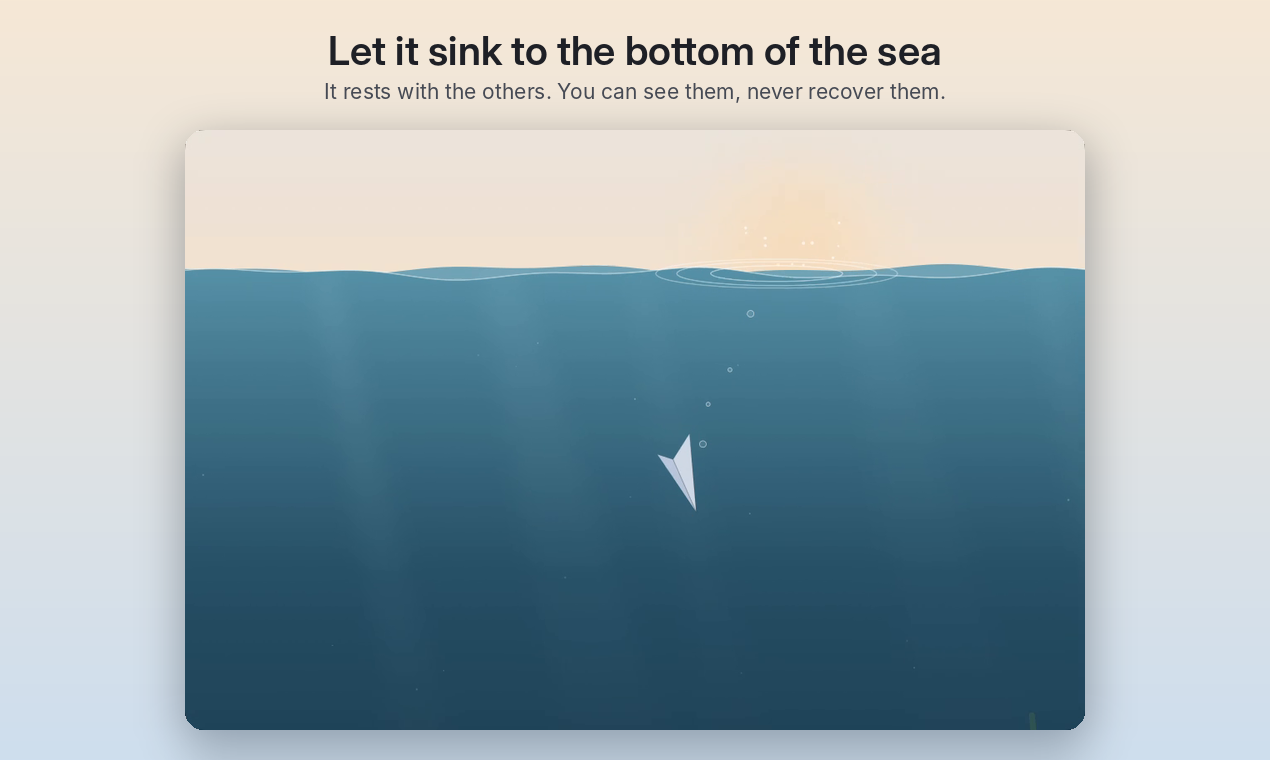 Let it sink to the bottom of the sea
It rests with the others. You can see them, never recover them.